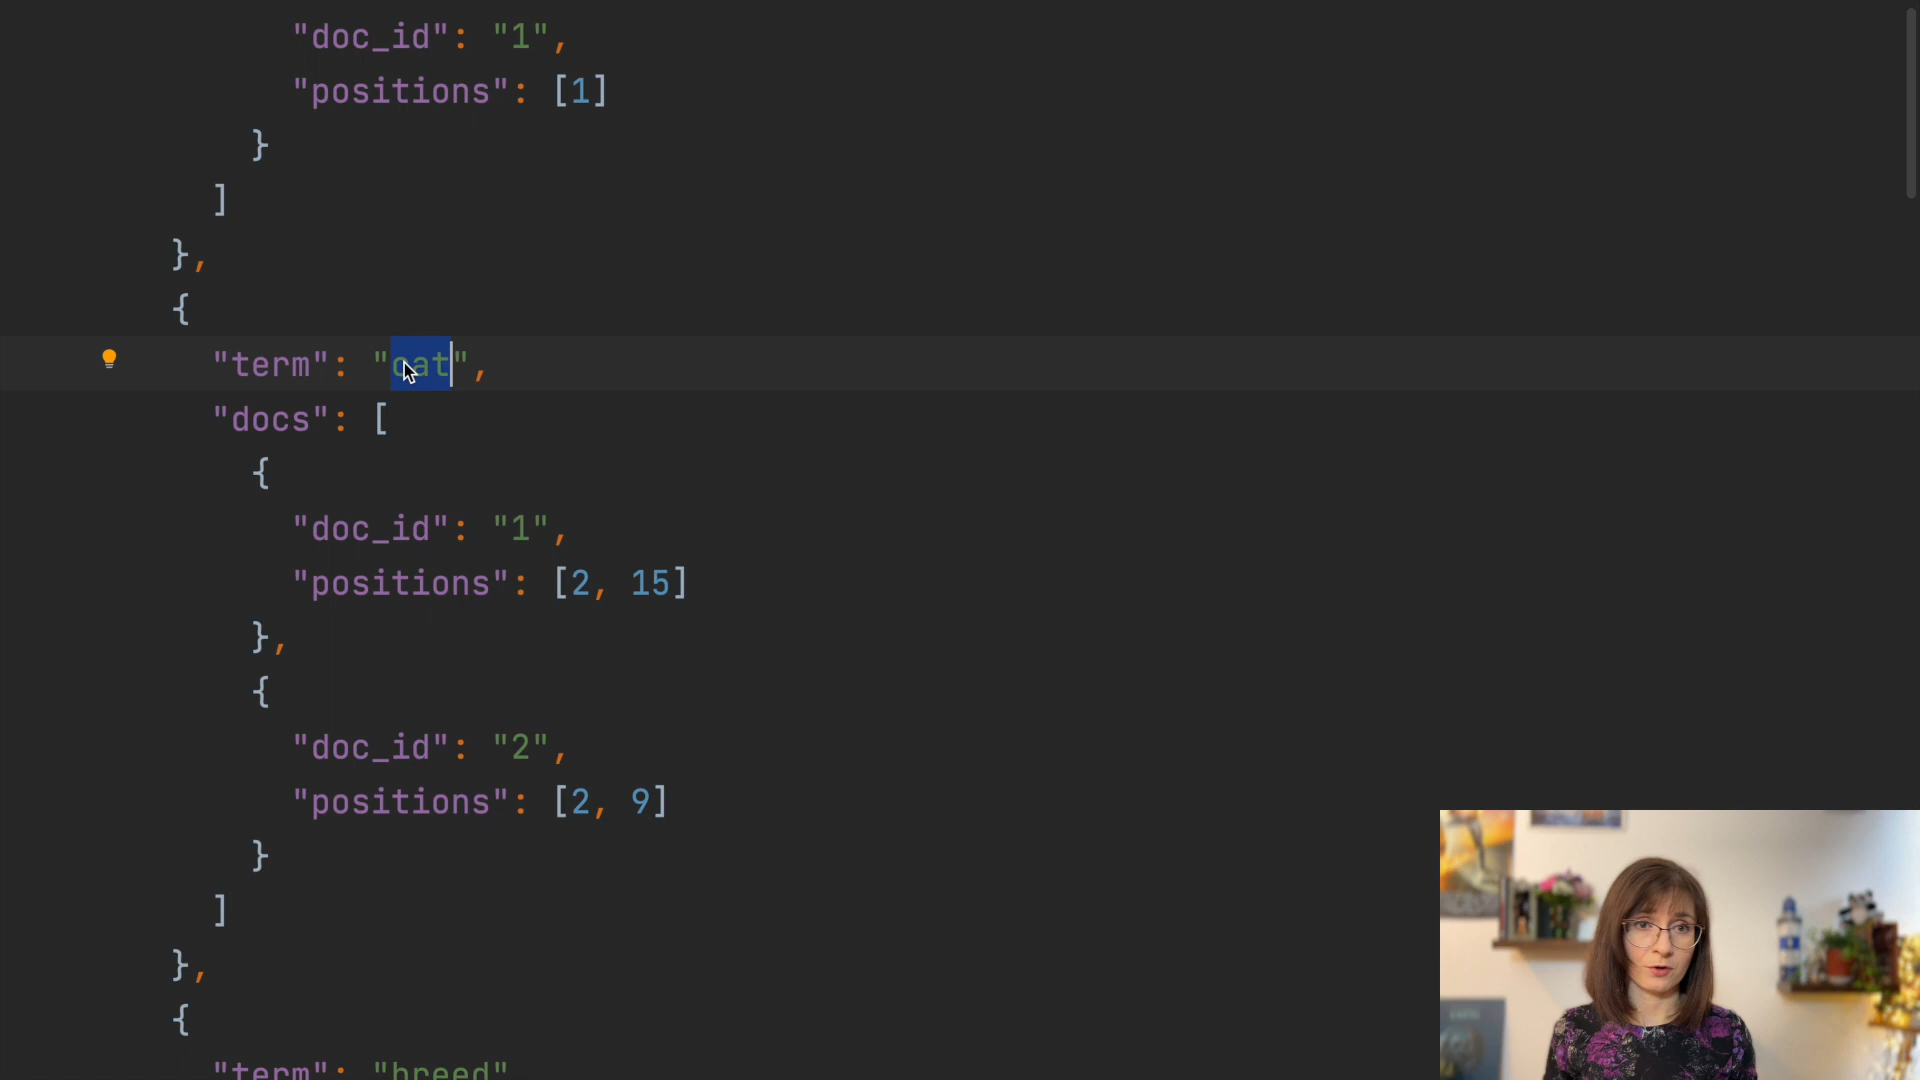 "doc_id": "1",
"positions": [1]
}
]
},
{
"term": "cat",
"docs": [
{
"doc_id": "1",
"positions": [2, 15]
},
{
"doc_id": "2",
"positions": [2, 9]
}
]
},
{
"term": "breed"